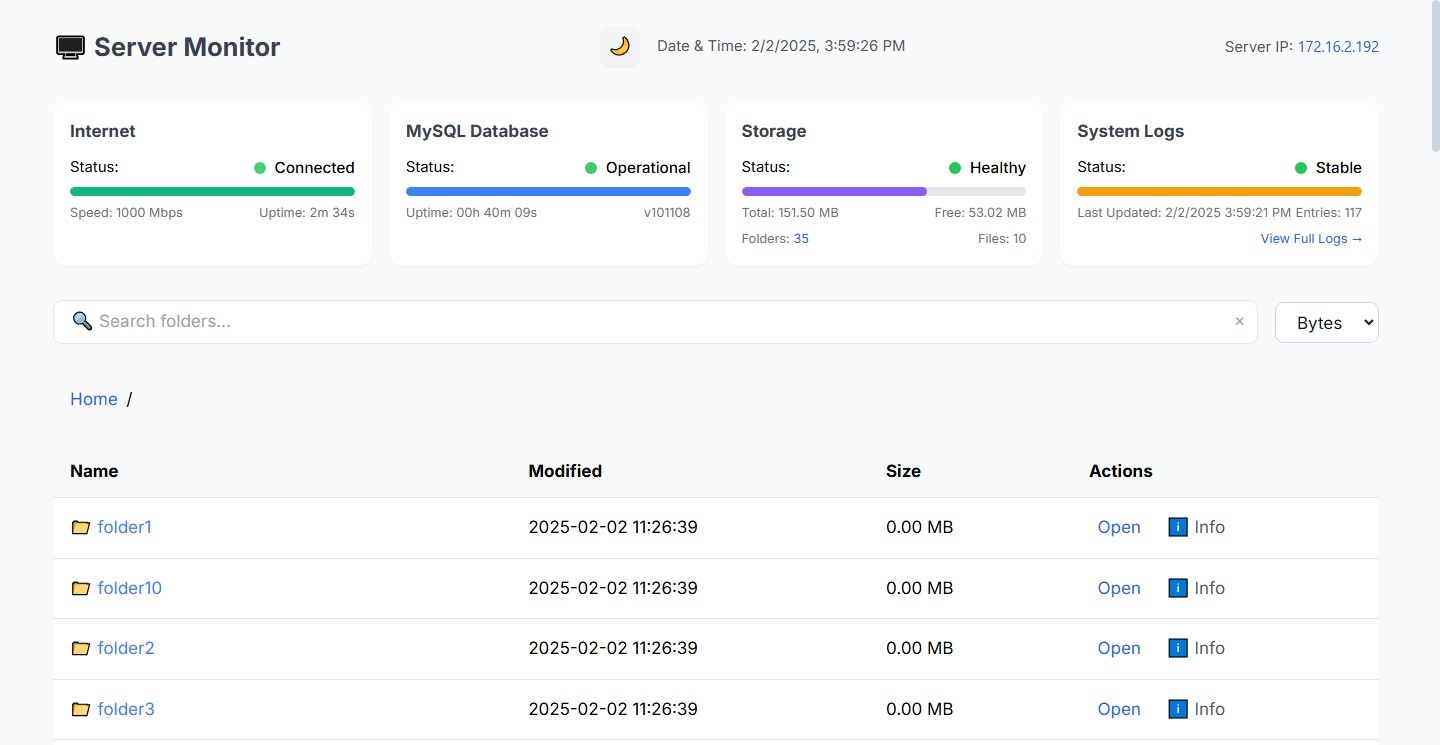 Server Monitor
Date & Time: 2/2/2025, 3:59:26 PM
Server IP: 172.16.2.192
Internet
Status: Connected
Speed: 1000 Mbps Uptime: 2m 34s
MySQL Database
Status: Operational
Uptime: 00h 40m 09s v101108
Storage
Status: Healthy
Total: 151.50 MB Free: 53.02 MB
Folders: 35 Files: 10
System Logs
Status: Stable
Last Updated: 2/2/2025 3:59:21 PM Entries: 117
View Full Logs →
Search folders... ×
Bytes
Home /
Name Modified Size Actions
folder1 2025-02-02 11:26:39 0.00 MB Open i Info
folder10 2025-02-02 11:26:39 0.00 MB Open i Info
folder2 2025-02-02 11:26:39 0.00 MB Open i Info
folder3 2025-02-02 11:26:39 0.00 MB Open i Info